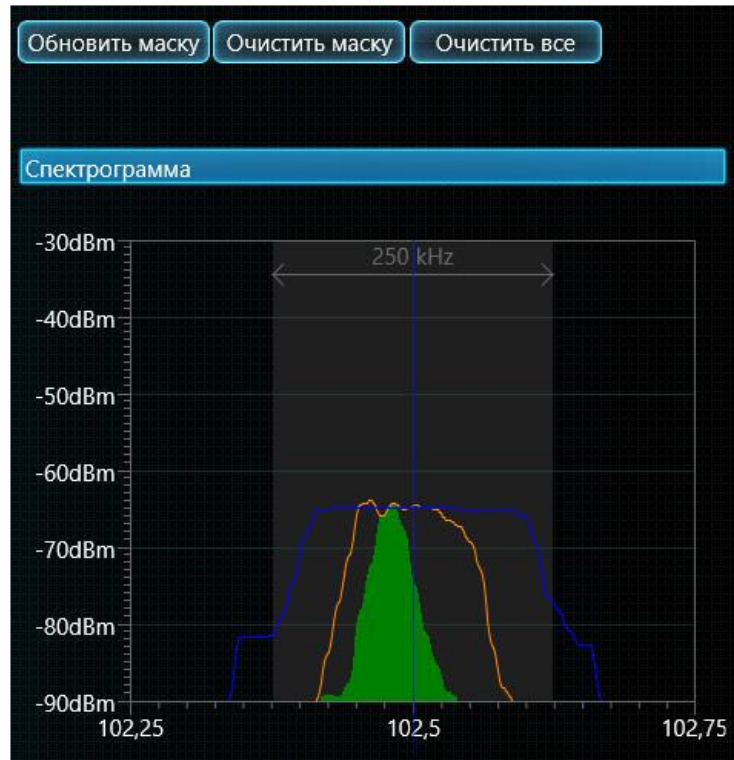 Обновить маску Очистить маску Очистить все
Спектрограмма
-30dBm
250 kHz
-40dBm
-50dBm
-60dBm
-70dBm
-80dBm
-90dBm
102,25 102,5 102,75